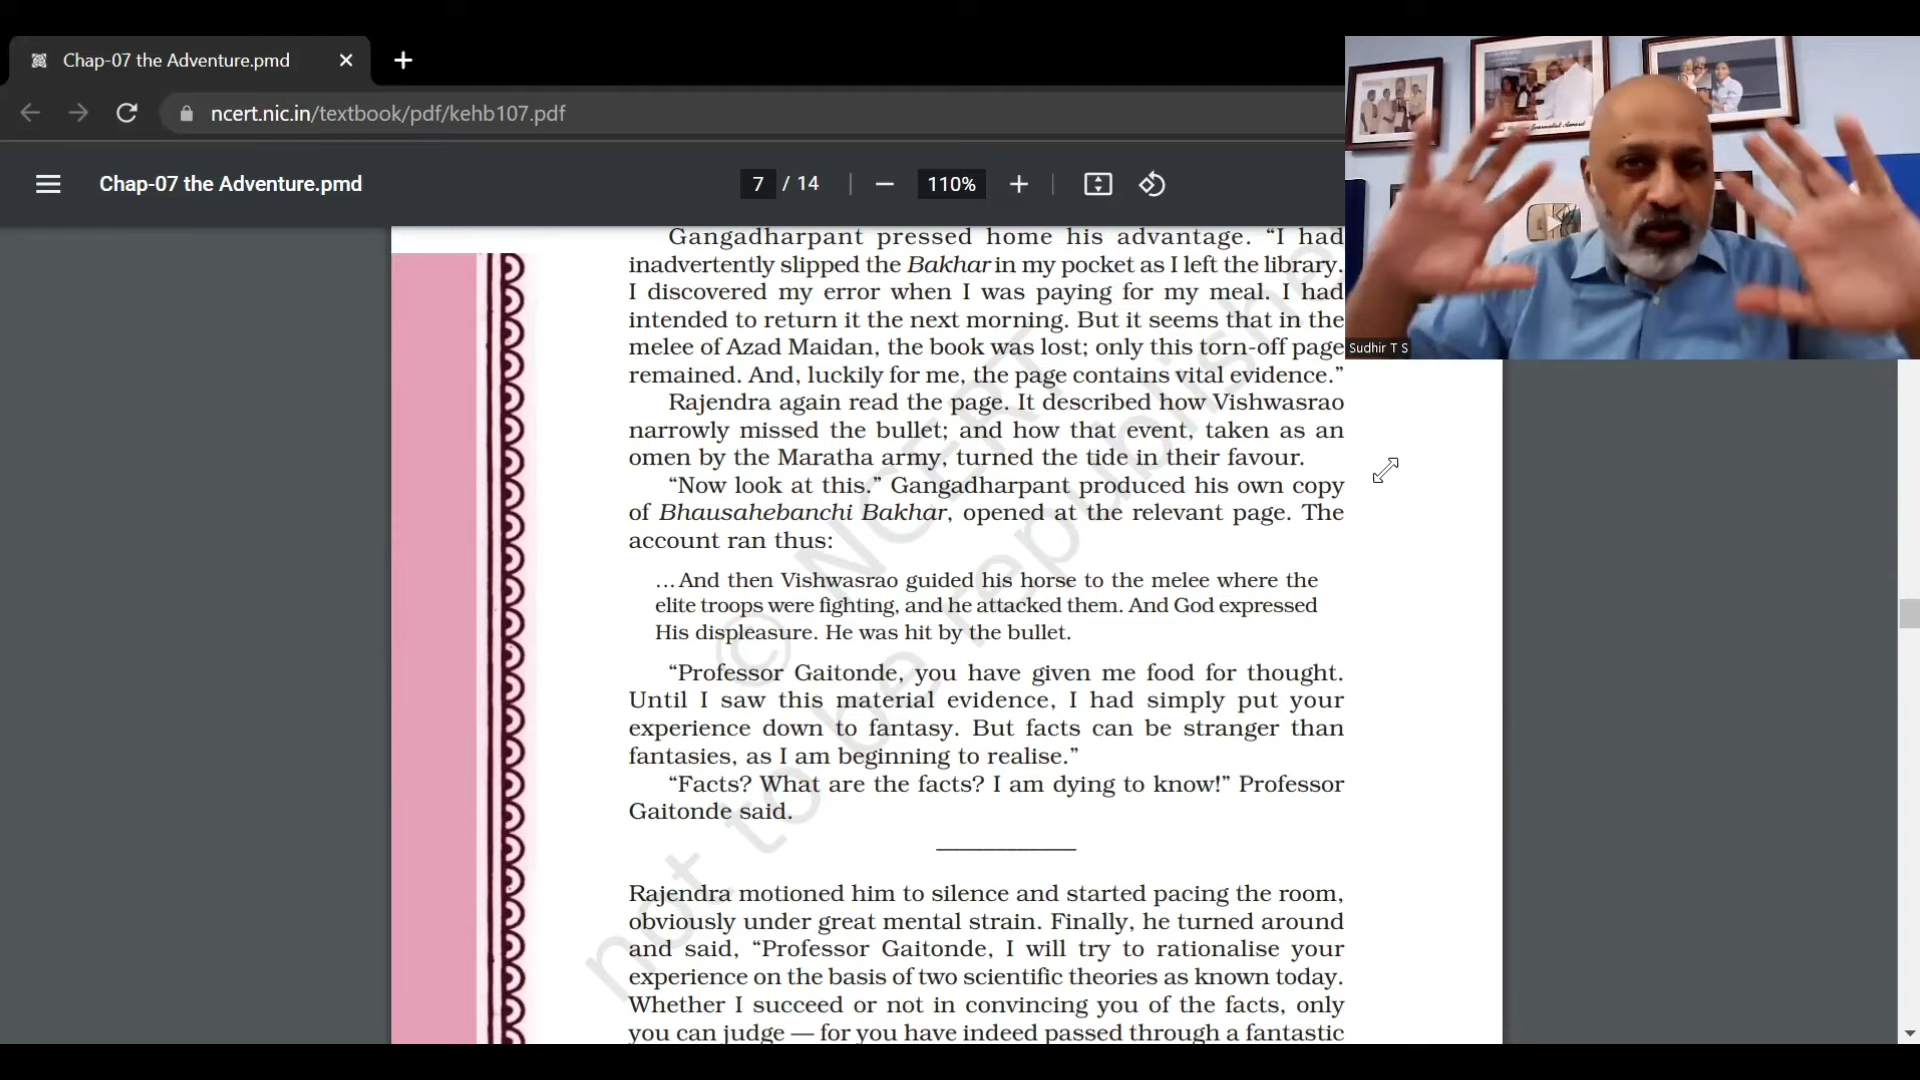 Chap-07 the Adventure.pmd
ncert.nic.in/textbook/pdf/kehb107.pdf
Chap-07 the Adventure.pmd
7 / 14
110%
Sudhir T S
Gangadharpant pressed home his advantage. “I had
inadvertently slipped the Bakhar in my pocket as I left the library.
I discovered my error when I was paying for my meal. I had
intended to return it the next morning. But it seems that in the
melee of Azad Maidan, the book was lost; only this torn-off page
remained. And, luckily for me, the page contains vital evidence.”
Rajendra again read the page. It described how Vishwasrao
narrowly missed the bullet; and how that event, taken as an
omen by the Maratha army, turned the tide in their favour.
“Now look at this.” Gangadharpant produced his own copy
of Bhausahebanchi Bakhar, opened at the relevant page. The
account ran thus:
…And then Vishwasrao guided his horse to the melee where the
elite troops were fighting, and he attacked them. And God expressed
His displeasure. He was hit by the bullet.
“Professor Gaitonde, you have given me food for thought.
Until I saw this material evidence, I had simply put your
experience down to fantasy. But facts can be stranger than
fantasies, as I am beginning to realise.”
“Facts? What are the facts? I am dying to know!” Professor
Gaitonde said.
Rajendra motioned him to silence and started pacing the room,
obviously under great mental strain. Finally, he turned around
and said, “Professor Gaitonde, I will try to rationalise your
experience on the basis of two scientific theories as known today.
Whether I succeed or not in convincing you of the facts, only
you can judge — for you have indeed passed through a fantastic
© NCERT
not to be republishe